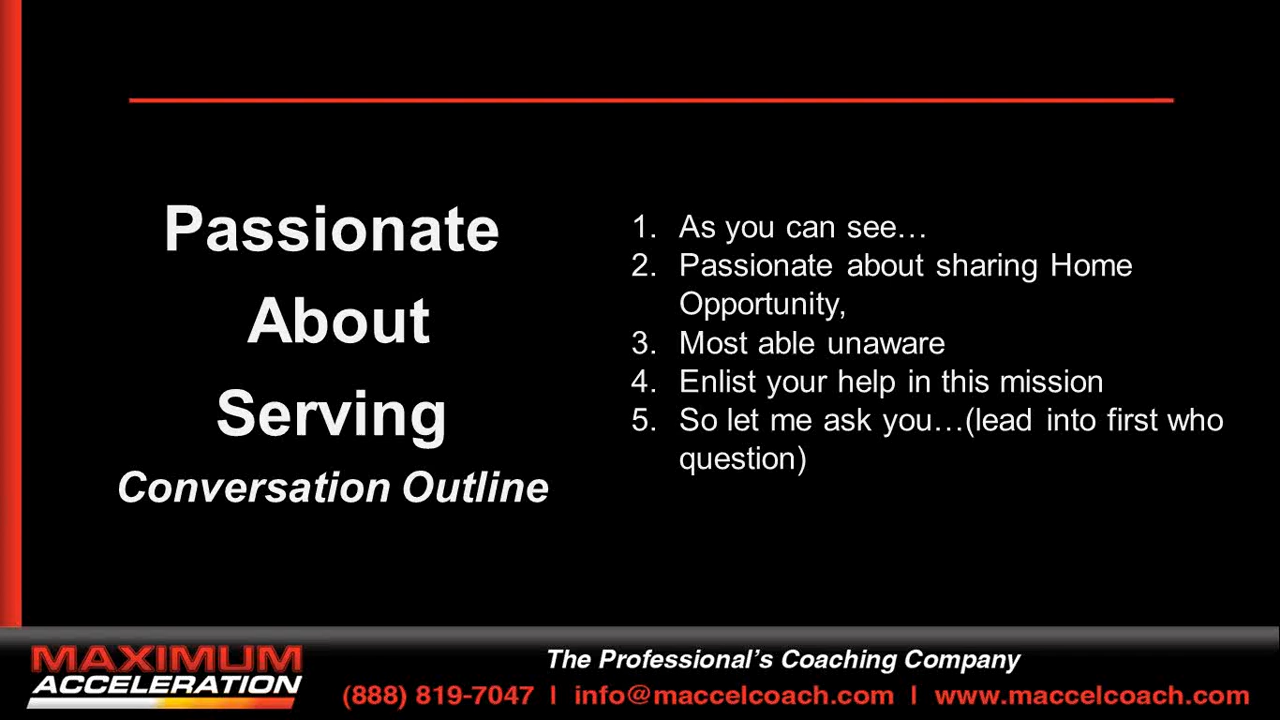 Passionate
About
Serving
Conversation Outline
1. As you can see…
2. Passionate about sharing Home
Opportunity,
3. Most able unaware
4. Enlist your help in this mission
5. So let me ask you…(lead into first who
question)
MAXIMUM
ACCELERATION
The Professional's Coaching Company
(888) 819-7047 | info@maccelcoach.com | www.maccelcoach.com